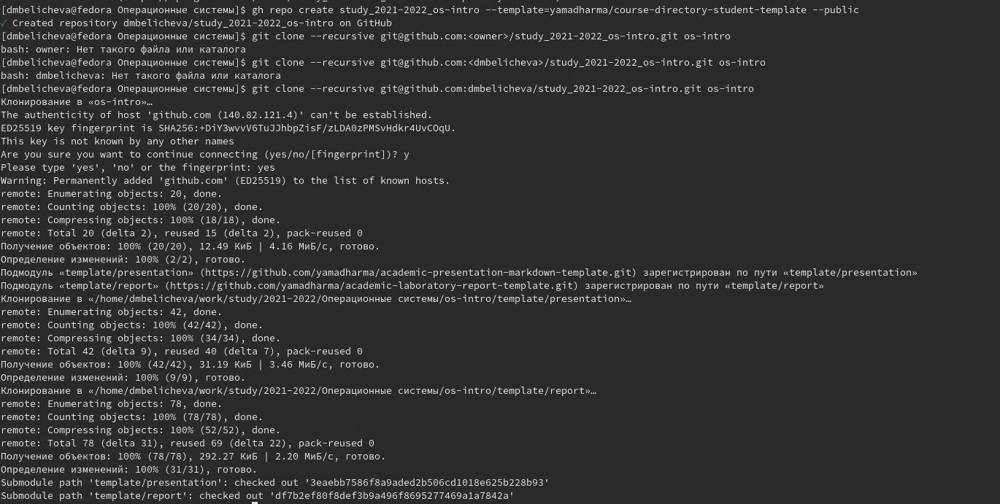 [dmbelicheva@fedora Операционные системы]$ gh repo create study_2021-2022_os-intro --template=yamadharma/course-directory-student-template --public
✓ Created repository dmbelicheva/study_2021-2022_os-intro on GitHub
[dmbelicheva@fedora Операционные системы]$ git clone --recursive git@github.com:<owner>/study_2021-2022_os-intro.git os-intro
bash: owner: Нет такого файла или каталога
[dmbelicheva@fedora Операционные системы]$ git clone --recursive git@github.com:<dmbelicheva>/study_2021-2022_os-intro.git os-intro
bash: dmbelicheva: Нет такого файла или каталога
[dmbelicheva@fedora Операционные системы]$ git clone --recursive git@github.com:dmbelicheva/study_2021-2022_os-intro.git os-intro
Клонирование в «os-intro»…
The authenticity of host 'github.com (140.82.121.4)' can't be established.
ED25519 key fingerprint is SHA256:+DiY3wvvV6TuJJhbpZisF/zLDA0zPMSvHdkr4UvCOqU.
This key is not known by any other names
Are you sure you want to continue connecting (yes/no/[fingerprint])? y
Please type 'yes', 'no' or the fingerprint: yes
Warning: Permanently added 'github.com' (ED25519) to the list of known hosts.
remote: Enumerating objects: 20, done.
remote: Counting objects: 100% (20/20), done.
remote: Compressing objects: 100% (18/18), done.
remote: Total 20 (delta 2), reused 15 (delta 2), pack-reused 0
Получение объектов: 100% (20/20), 12.49 КиБ | 4.16 МиБ/с, готово.
Определение изменений: 100% (2/2), готово.
Подмодуль «template/presentation» (https://github.com/yamadharma/academic-presentation-markdown-template.git) зарегистрирован по пути «template/presentation»
Подмодуль «template/report» (https://github.com/yamadharma/academic-laboratory-report-template.git) зарегистрирован по пути «template/report»
Клонирование в «/home/dmbelicheva/work/study/2021-2022/Операционные системы/os-intro/template/presentation»…
remote: Enumerating objects: 42, done.
remote: Counting objects: 100% (42/42), done.
remote: Compressing objects: 100% (34/34), done.
remote: Total 42 (delta 9), reused 40 (delta 7), pack-reused 0
Получение объектов: 100% (42/42), 31.19 КиБ | 3.46 МиБ/с, готово.
Определение изменений: 100% (9/9), готово.
Клонирование в «/home/dmbelicheva/work/study/2021-2022/Операционные системы/os-intro/template/report»…
remote: Enumerating objects: 78, done.
remote: Counting objects: 100% (78/78), done.
remote: Compressing objects: 100% (52/52), done.
remote: Total 78 (delta 31), reused 69 (delta 22), pack-reused 0
Получение объектов: 100% (78/78), 292.27 КиБ | 2.20 МиБ/с, готово.
Определение изменений: 100% (31/31), готово.
Submodule path 'template/presentation': checked out '3eaebb7586f8a9aded2b506cd1018e625b228b93'
Submodule path 'template/report': checked out 'df7b2ef80f8def3b9a496f8695277469a1a7842a'